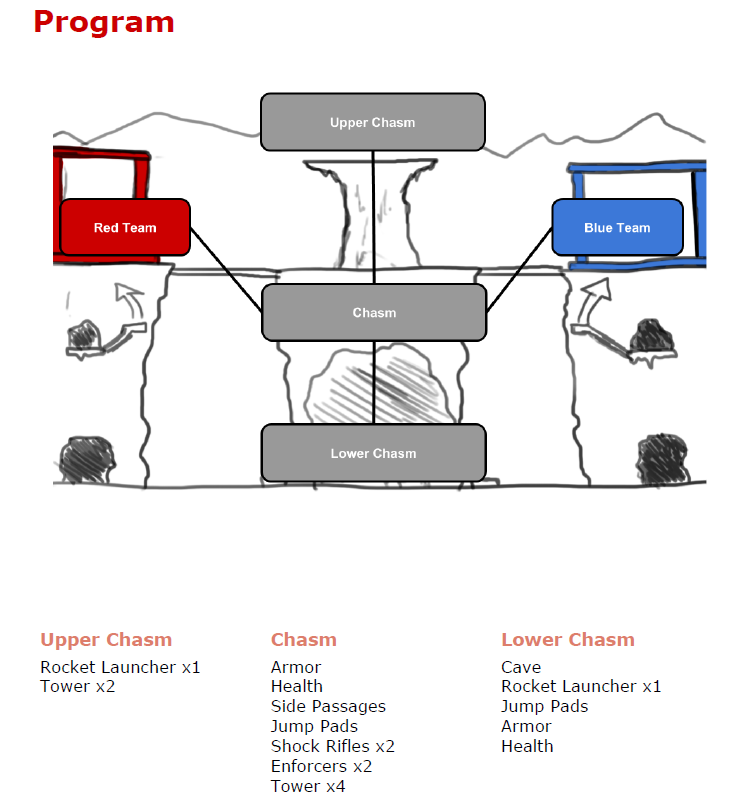 Program
Upper Chasm
Red Team
Blue Team
Chasm
Lower Chasm
Upper Chasm
Rocket Launcher x1
Tower x2
Chasm
Armor
Health
Side Passages
Jump Pads
Shock Rifles x2
Enforcers x2
Tower x4
Lower Chasm
Cave
Rocket Launcher x1
Jump Pads
Armor
Health